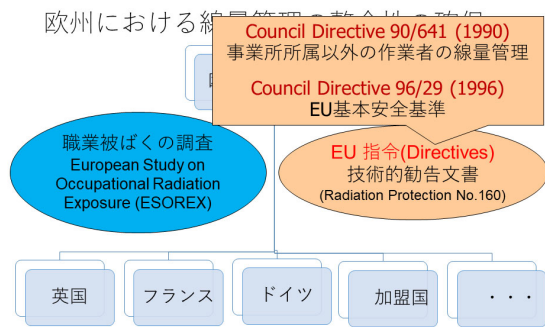 欧州における線量管理の整合性の確保
Council Directive 90/641 (1990)
事業所所属以外の作業者の線量管理
Council Directive 96/29 (1996)
EU基本安全基準
職業被ばくの調査
European Study on
Occupational Radiation
Exposure (ESOREX)
EU 指令(Directives)
技術的勧告文書
(Radiation Protection No.160)
英国
フランス
ドイツ
加盟国
・・・